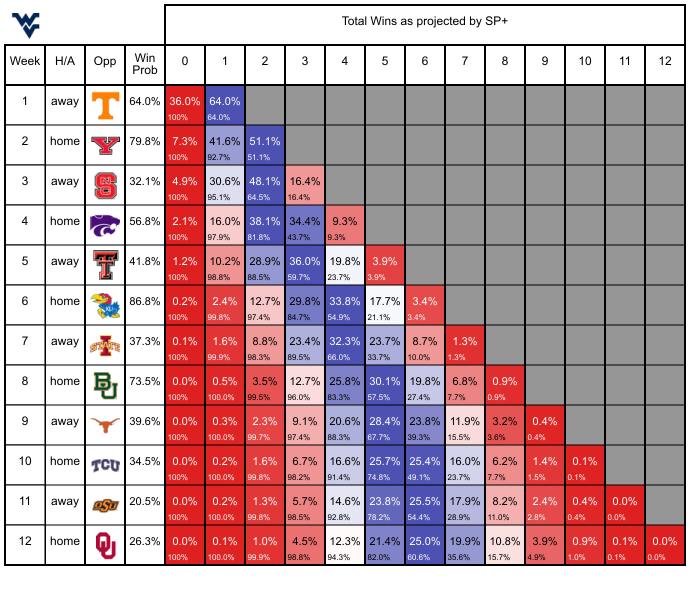 WV
Total Wins as projected by SP+
Week H/A Opp Win Prob 0 1 2 3 4 5 6 7 8 9 10 11 12
1 away T 64.0% 36.0% 64.0%
100% 64.0%
2 home Y 79.8% 7.3% 41.6% 51.1%
100% 92.7% 51.1%
3 away S 32.1% 4.9% 30.6% 48.1% 16.4%
100% 95.1% 64.5% 16.4%
4 home 56.8% 2.1% 16.0% 38.1% 34.4% 9.3%
100% 97.9% 81.8% 43.7% 9.3%
5 away T 41.8% 1.2% 10.2% 28.9% 36.0% 19.8% 3.9%
100% 98.8% 88.5% 59.7% 23.7% 3.9%
6 home KU 86.8% 0.2% 2.4% 12.7% 29.8% 33.8% 17.7% 3.4%
100% 99.8% 97.4% 84.7% 54.9% 21.1% 3.4%
7 away I STATE 37.3% 0.1% 1.6% 8.8% 23.4% 32.3% 23.7% 8.7% 1.3%
100% 99.9% 98.3% 89.5% 66.0% 33.7% 10.0% 1.3%
8 home BU 73.5% 0.0% 0.5% 3.5% 12.7% 25.8% 30.1% 19.8% 6.8% 0.9%
100% 100.0% 99.5% 96.0% 83.3% 57.5% 27.4% 7.7% 0.9%
9 away 39.6% 0.0% 0.3% 2.3% 9.1% 20.6% 28.4% 23.8% 11.9% 3.2% 0.4%
100% 100.0% 99.7% 97.4% 88.3% 67.7% 39.3% 15.5% 3.6% 0.4%
10 home TCU 34.5% 0.0% 0.2% 1.6% 6.7% 16.6% 25.7% 25.4% 16.0% 6.2% 1.4% 0.1%
100% 100.0% 99.8% 98.2% 91.4% 74.8% 49.1% 23.7% 7.7% 1.5% 0.1%
11 away OSU 20.5% 0.0% 0.2% 1.3% 5.7% 14.6% 23.8% 25.5% 17.9% 8.2% 2.4% 0.4% 0.0%
100% 100.0% 99.8% 98.5% 92.8% 78.2% 54.4% 28.9% 11.0% 2.8% 0.4% 0.0%
12 home OU 26.3% 0.0% 0.1% 1.0% 4.5% 12.3% 21.4% 25.0% 19.9% 10.8% 3.9% 0.9% 0.1% 0.0%
100% 100.0% 99.9% 98.8% 94.3% 82.0% 60.6% 35.6% 15.7% 4.9% 1.0% 0.1% 0.0%